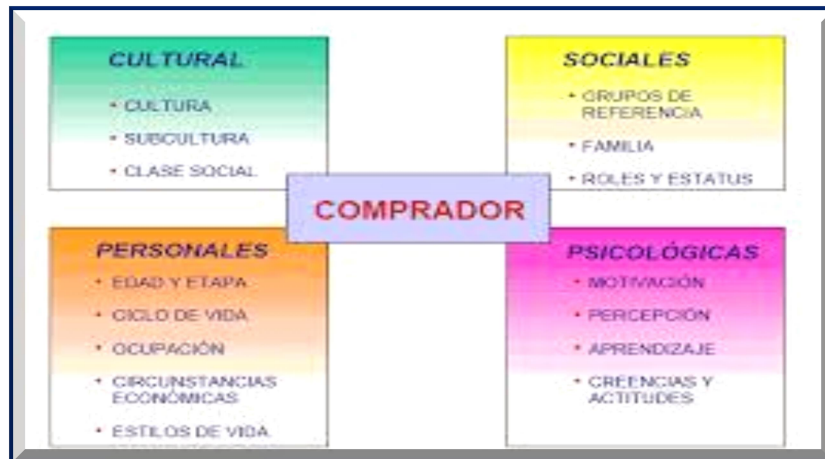 CULTURAL
• CULTURA
• SUBCULTURA
• CLASE SOCIAL
SOCIALES
• GRUPOS DE
REFERENCIA
• FAMILIA
• ROLES Y ESTATUS
COMPRADOR
PERSONALES
• EDAD Y ETAPA
• CICLO DE VIDA
• OCUPACIÓN
• CIRCUNSTANCIAS
ECONÓMICAS
• ESTILOS DE VIDA
PSICOLÓGICAS
• MOTIVACIÓN
• PERCEPCIÓN
• APRENDIZAJE
• CREENCIAS Y
ACTITUDES